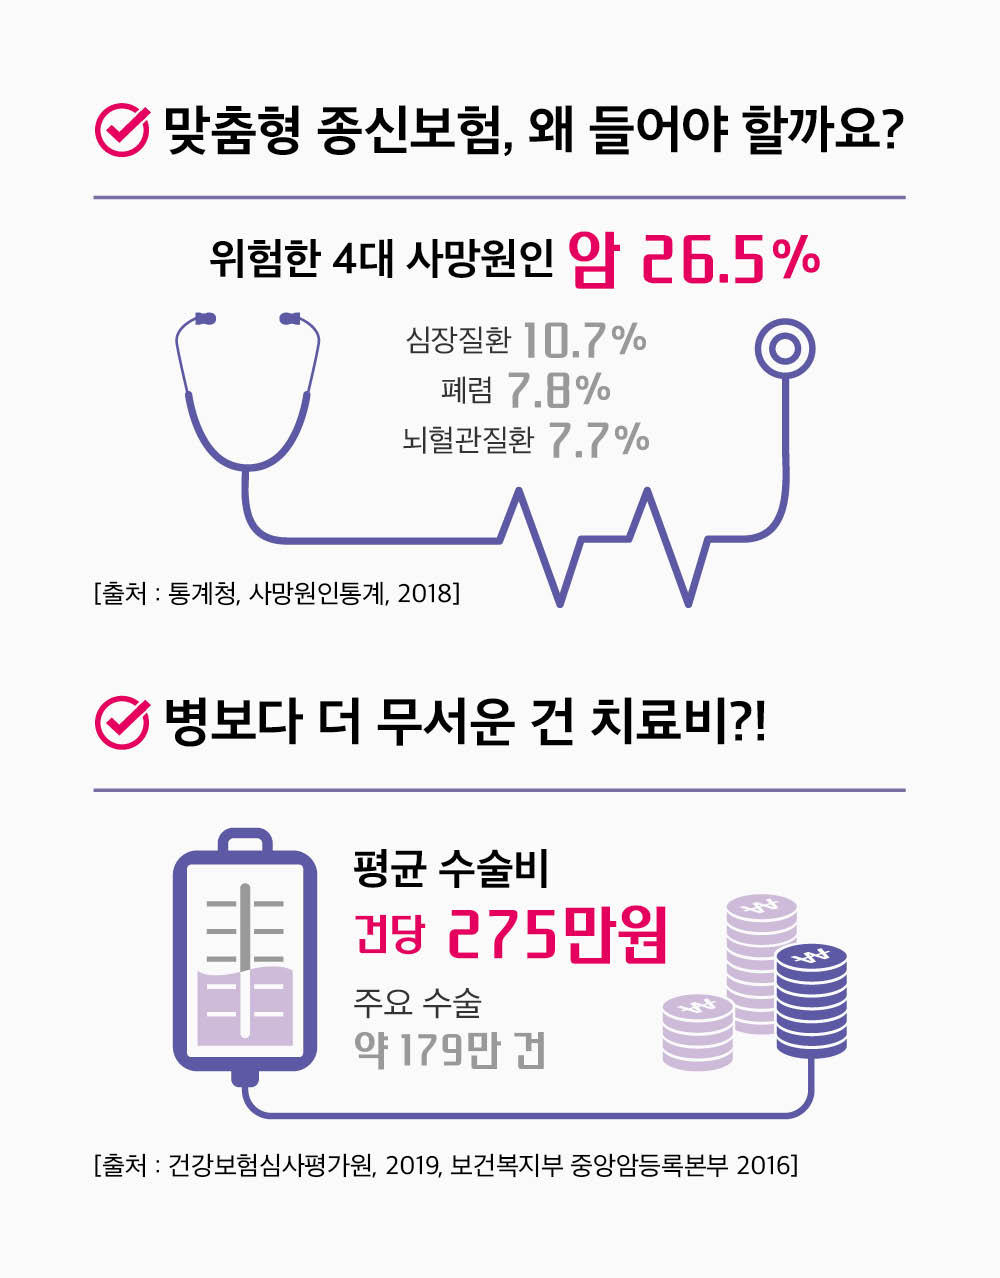 맞춤형 종신보험, 왜 들어야 할까요?
위험한 4대 사망원인 암 26.5%
심장질환 10.7%
폐렴 7.8%
뇌혈관질환 7.7%
[출처 : 통계청, 사망원인통계, 2018]
병보다 더 무서운 건 치료비?!
평균 수술비
건당 275만원
주요 수술
약 179만 건
[출처 : 건강보험심사평가원, 2019, 보건복지부 중앙암등록본부 2016]